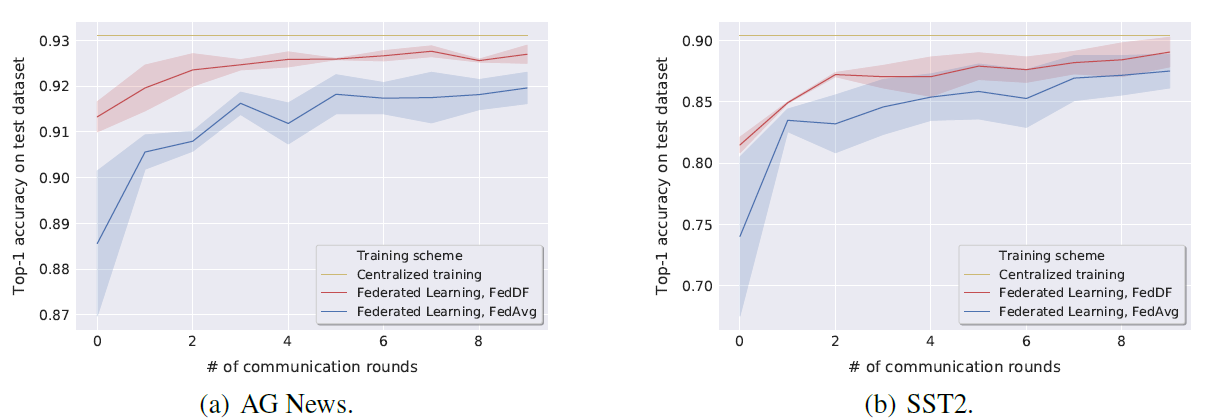 Top-1 accuracy on test dataset
0.93
0.92
0.91
0.90
0.89
0.88
0.87
0 2 4 6 8
# of communication rounds
Training scheme
Centralized training
Federated Learning, FedDF
Federated Learning, FedAvg
(a) AG News.
Top-1 accuracy on test dataset
0.90
0.85
0.80
0.75
0.70
0 2 4 6 8
# of communication rounds
Training scheme
Centralized training
Federated Learning, FedDF
Federated Learning, FedAvg
(b) SST2.